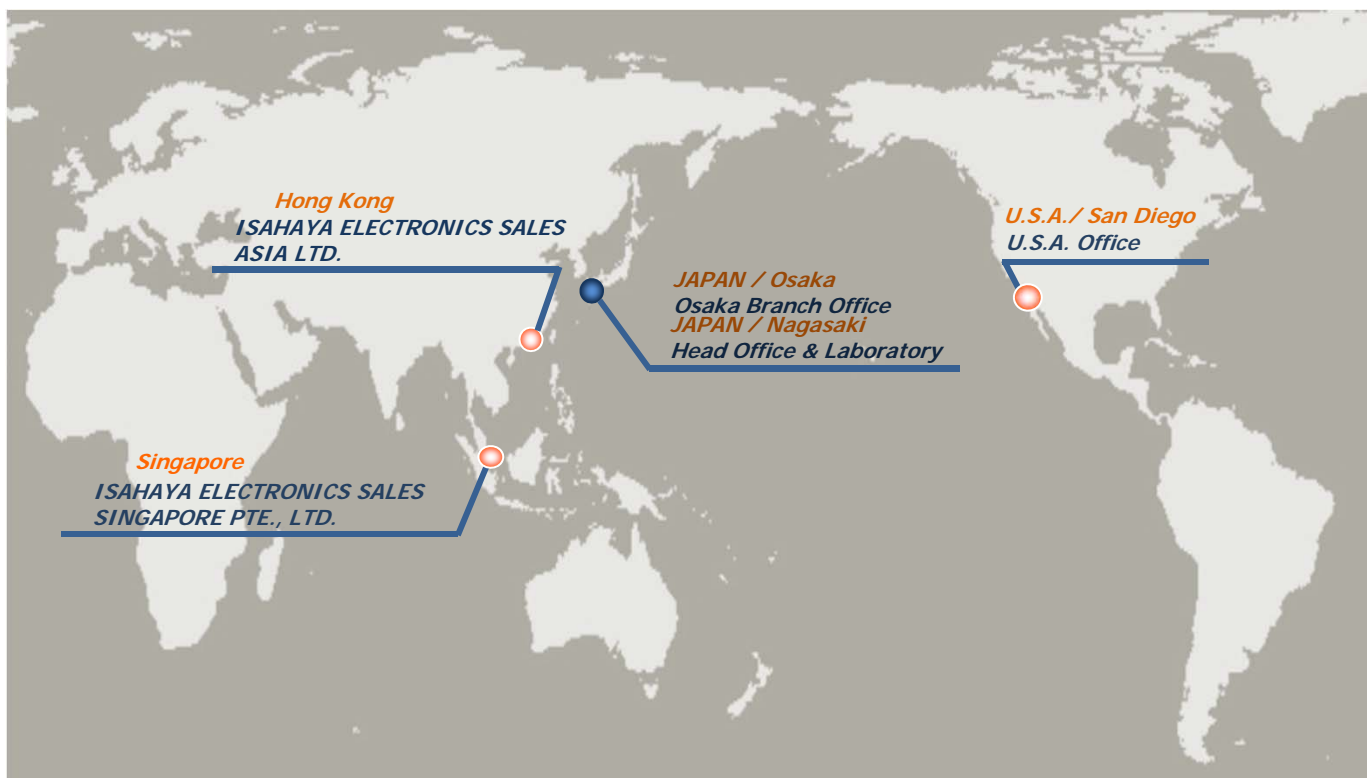 Hong Kong
ISAHAYA ELECTRONICS SALES
ASIA LTD.
U.S.A./ San Diego
U.S.A. Office
JAPAN / Osaka
Osaka Branch Office
JAPAN / Nagasaki
Head Office & Laboratory
Singapore
ISAHAYA ELECTRONICS SALES
SINGAPORE PTE., LTD.